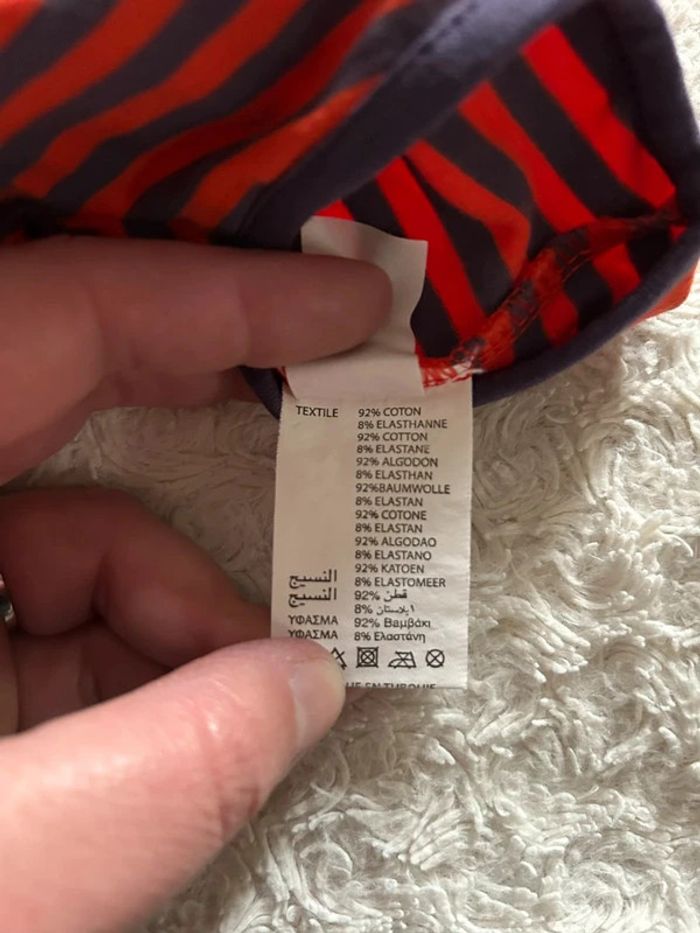 TEXTILE 92% COTON
8% ELASTHANNE
92% COTTON
8% ELASTANE
92% ALGODON
8% ELASTHAN
92%BAUMWOLLE
8% ELASTAN
92% COTONE
8% ELASTAN
92% ALGODAO
8% ELASTANO
92% KATOEN
النسيج 8% ELASTOMEER
النسيج 92% قطن
8% ايلاستان
ΥΦΑΣΜΑ 92% Βαμβάκι
ΥΦΑΣΜΑ 8% Ελαστάνη
EN TURQUIE